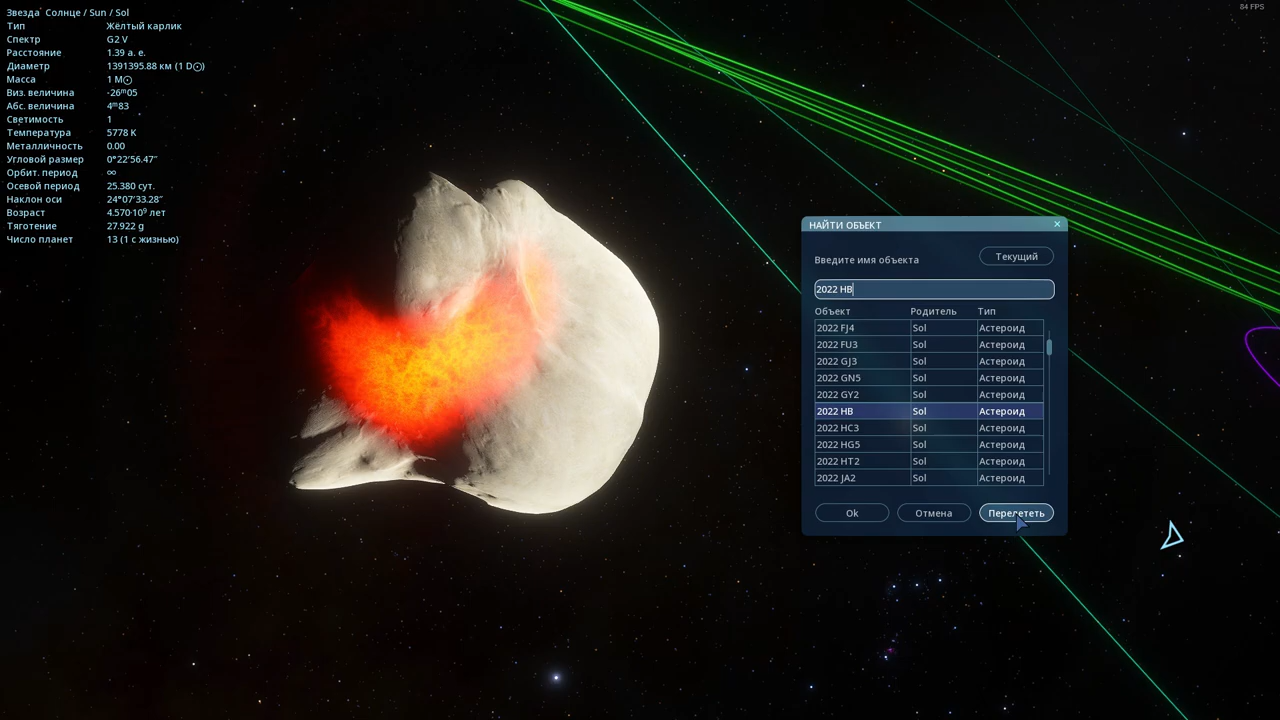 84 FPS
Звезда Солнце / Sun / Sol
Тип Жёлтый карлик
Спектр G2 V
Расстояние 1.39 а. е.
Диаметр 1391395.88 км (1 D☉)
Масса 1 M☉
Виз. величина -26ᵐ05
Абс. величина 4ᵐ83
Светимость 1
Температура 5778 K
Металличность 0.00
Угловой размер 0°22'56.47"
Орбит. период ∞
Осевой период 25.380 сут.
Наклон оси 24°07'33.28"
Возраст 4.570·10⁹ лет
Тяготение 27.922 g
Число планет 13 (1 с жизнью)
НАЙТИ ОБЪЕКТ
Введите имя объекта Текущий
2022 HB
Объект Родитель Тип
2022 FJ4 Sol Астероид
2022 FU3 Sol Астероид
2022 GJ3 Sol Астероид
2022 GN5 Sol Астероид
2022 GY2 Sol Астероид
2022 HB Sol Астероид
2022 HC3 Sol Астероид
2022 HG5 Sol Астероид
2022 HT2 Sol Астероид
2022 JA2 Sol Астероид
Ok Отмена Перелететь